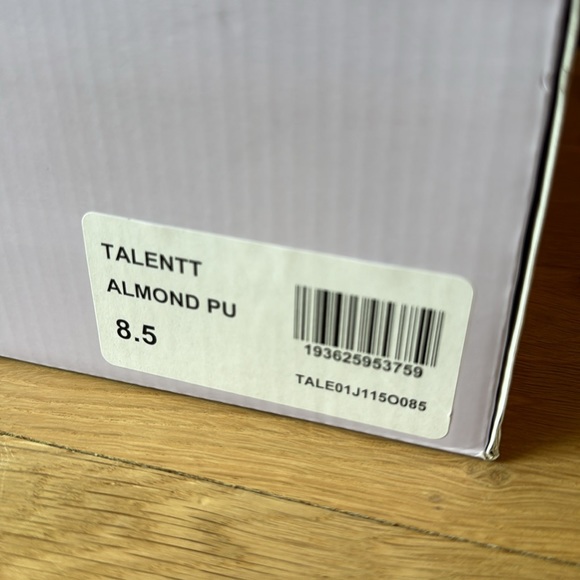 TALENTT
ALMOND PU
8.5
193625953759
TALE01J115O085